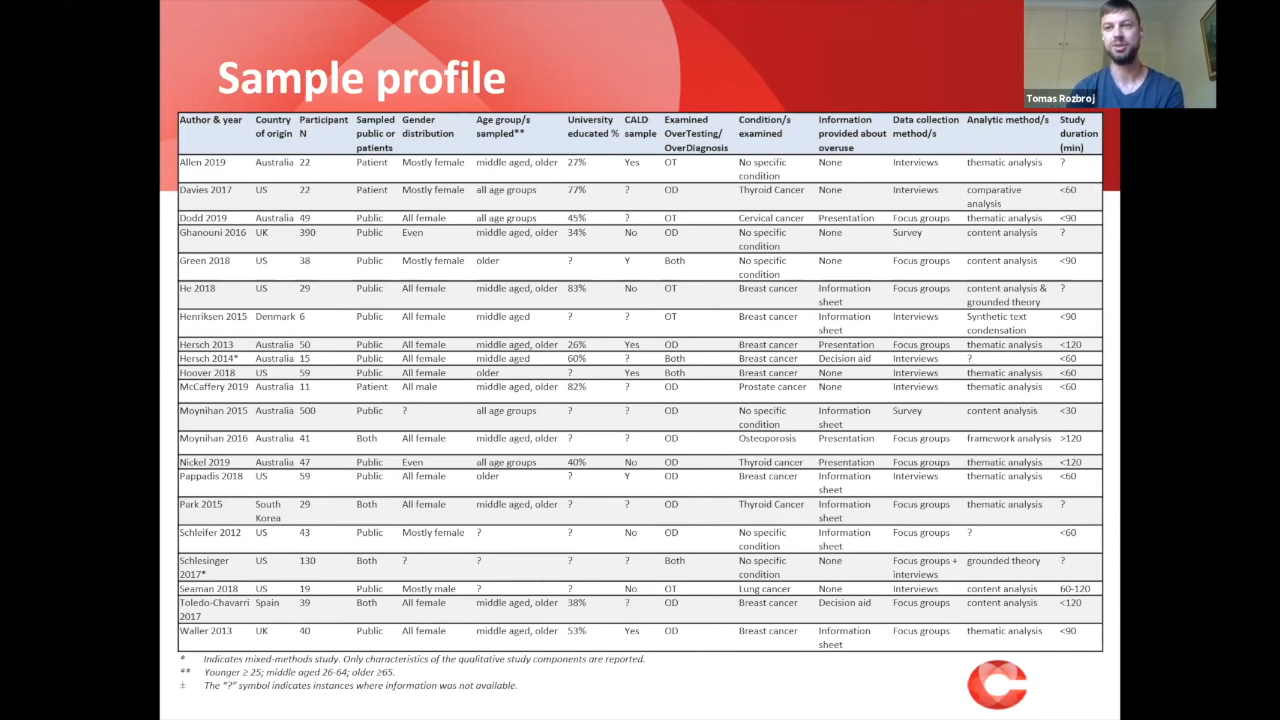 Sample profile
Tomas Rozbroj
Author & year Country of origin Participant N Sampled public or patients Gender distribution Age group/s sampled** University educated % CALD sample Examined OverTesting/ OverDiagnosis Condition/s examined Information provided about overuse Data collection method/s Analytic method/s Study duration (min)
Allen 2019 Australia 22 Patient Mostly female middle aged, older 27% Yes OT No specific condition None Interviews thematic analysis ?
Davies 2017 US 22 Patient Mostly female all age groups 77% ? OD Thyroid Cancer None Interviews comparative analysis <60
Dodd 2019 Australia 49 Public All female all age groups 45% ? OT Cervical cancer Presentation Focus groups thematic analysis <90
Ghanouni 2016 UK 390 Public Even middle aged, older 34% No OD No specific condition None Survey content analysis ?
Green 2018 US 38 Public Mostly female older ? Y Both No specific condition None Focus groups thematic analysis <90
He 2018 US 29 Public All female middle aged, older 83% No OT Breast cancer Information sheet Focus groups content analysis & grounded theory ?
Henriksen 2015 Denmark 6 Public All female middle aged ? ? OT Breast cancer Information sheet Focus groups Synthetic text condensation <90
Hersch 2013 Australia 50 Public All female middle aged, older 26% Yes OD Breast cancer Presentation Focus groups thematic analysis <120
Hersch 2014* Australia 15 Public All female middle aged 60% ? Both Breast cancer Decision aid Interviews ? <60
Hoover 2018 US 59 Public All female older ? Yes Both Breast cancer None Interviews thematic analysis <60
McCaffery 2019 Australia 11 Patient All male middle aged, older 82% ? OD Prostate cancer None Interviews thematic analysis <60
Moynihan 2015 Australia 500 Public ? all age groups ? ? OD No specific condition Information sheet Survey content analysis <30
Moynihan 2016 Australia 41 Both All female middle aged, older ? ? OD Osteoporosis Presentation Focus groups framework analysis >120
Nickel 2019 Australia 47 Public Even all age groups 40% No OD Thyroid cancer Presentation Focus groups thematic analysis <120
Pappadis 2018 US 59 Public All female older ? Y OD Breast cancer Information sheet Interviews thematic analysis <60
Park 2015 South Korea 29 Both All female middle aged, older ? ? OD Thyroid Cancer Information sheet Focus groups thematic analysis ?
Schleifer 2012 US 43 Public Mostly female ? ? No OD No specific condition Information sheet Focus groups ? <60
Schlesinger 2017* US 130 Both ? ? ? ? Both No specific condition None Focus groups + interviews grounded theory ?
Seaman 2018 US 19 Public Mostly male ? ? No OT Lung cancer None Interviews content analysis 60-120
Toledo-Chavarri 2017 Spain 39 Both All female middle aged, older 38% ? OD Breast cancer Decision aid Focus groups content analysis <120
Waller 2013 UK 40 Public All female middle aged, older 53% Yes OD Breast cancer Information sheet Focus groups thematic analysis <90
* Indicates mixed-methods study. Only characteristics of the qualitative study components are reported.
** Younger ≥ 25; middle aged 26-64; older ≥65.
± The "?" symbol indicates instances where information was not available.